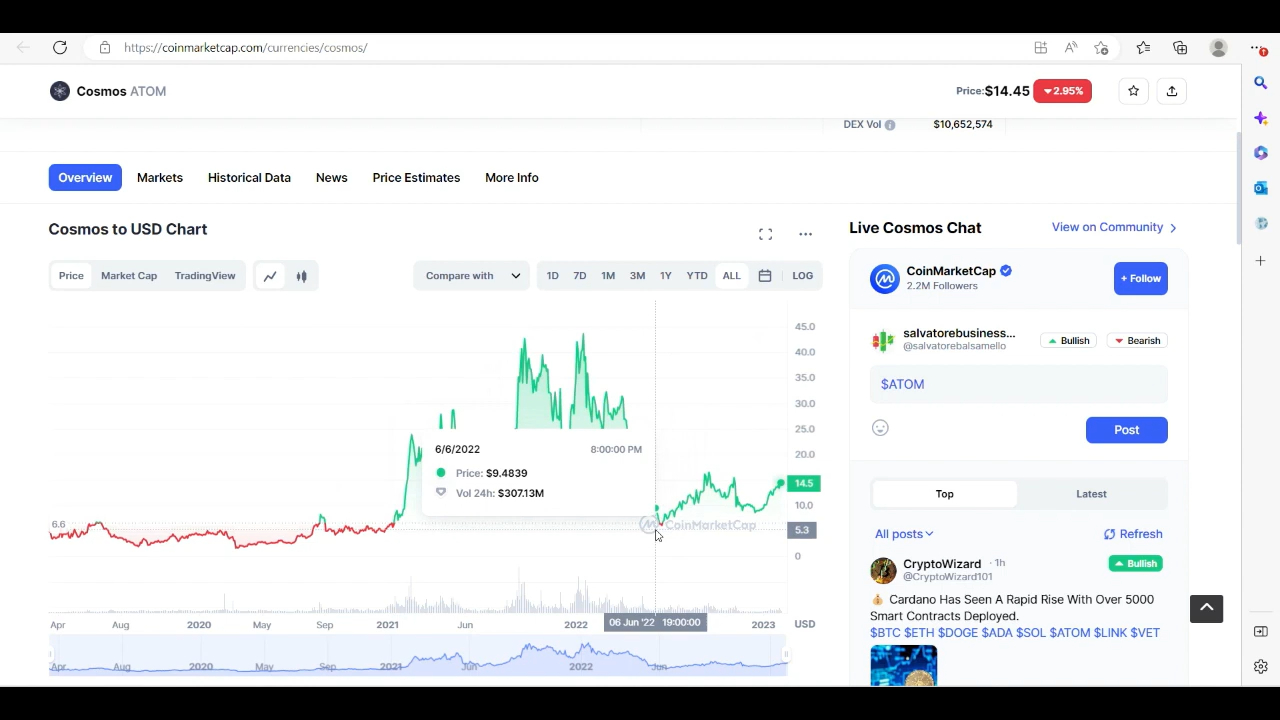 https://coinmarketcap.com/currencies/cosmos/
Cosmos ATOM
Price:$14.45 2.95%
DEX Vol $10,652,574
Overview Markets Historical Data News Price Estimates More Info
Cosmos to USD Chart
Price Market Cap TradingView
Compare with
1D 7D 1M 3M 1Y YTD ALL LOG
45.0
40.0
35.0
30.0
25.0
20.0
14.5
10.0
5.3
0
6.6
6/6/2022 8:00:00 PM
Price: $9.4839
Vol 24h: $307.13M
CoinMarketCap
Apr Aug 2020 May Sep 2021 Jun 2022 06 Jun '22 19:00:00 2023 USD
Apr Aug 2020 May Sep 2021 Jun 2022 Jun
Live Cosmos Chat
View on Community
CoinMarketCap
2.2M Followers
+ Follow
salvatorebusiness...
@salvatorebalsamello
Bullish
Bearish
$ATOM
Post
Top
Latest
All posts
Refresh
CryptoWizard · 1h
@CryptoWizard101
Bullish
Cardano Has Seen A Rapid Rise With Over 5000
Smart Contracts Deployed.
$BTC $ETH $DOGE $ADA $SOL $ATOM $LINK $VET